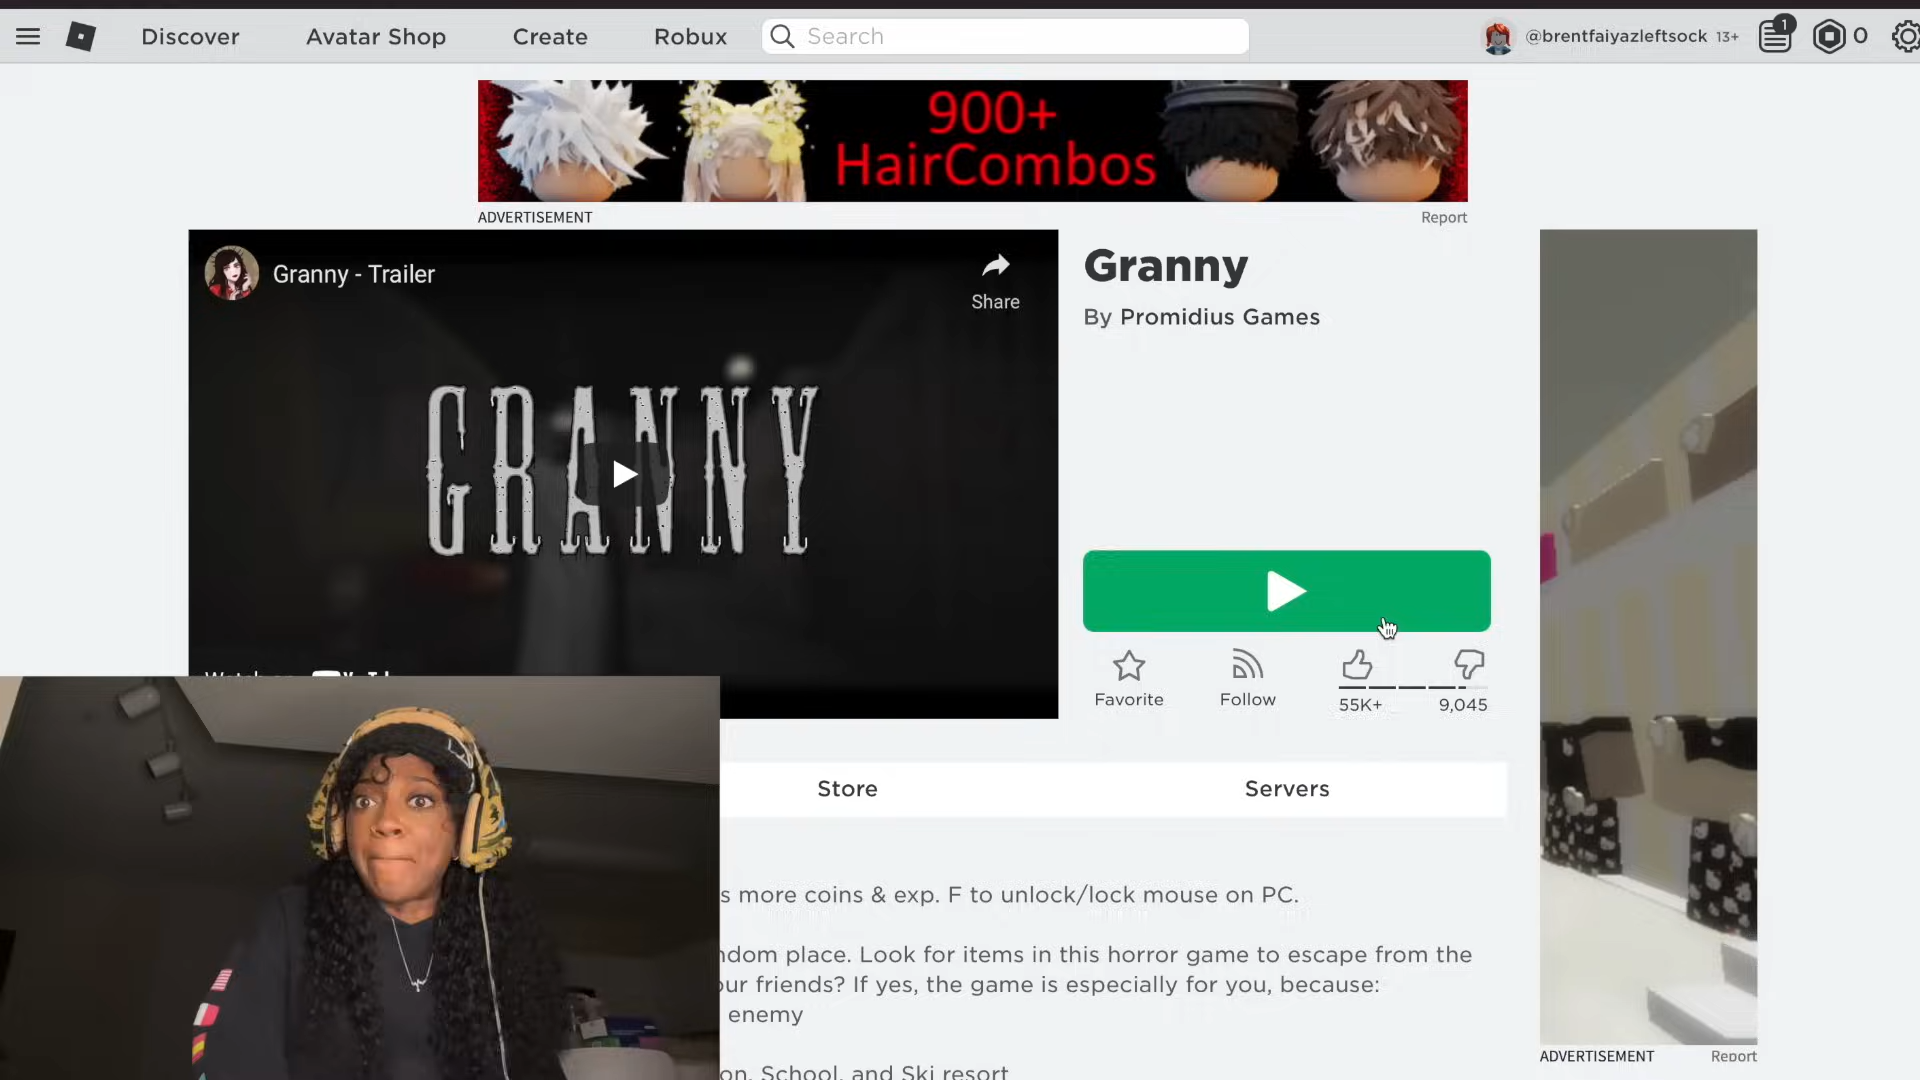 Discover
Avatar Shop
Create
Robux
Search
@brentfaiyazleftsock 13+
1
0
900+
HairCombos
ADVERTISEMENT
Report
Granny - Trailer
Share
GRANNY
Granny
By Promidius Games
Favorite
Follow
55K+
9,045
Store
Servers
s more coins & exp. F to unlock/lock mouse on PC.
ndom place. Look for items in this horror game to escape from the
our friends? If yes, the game is especially for you, because:
enemy
on, School, and Ski resort
ADVERTISEMENT
Report